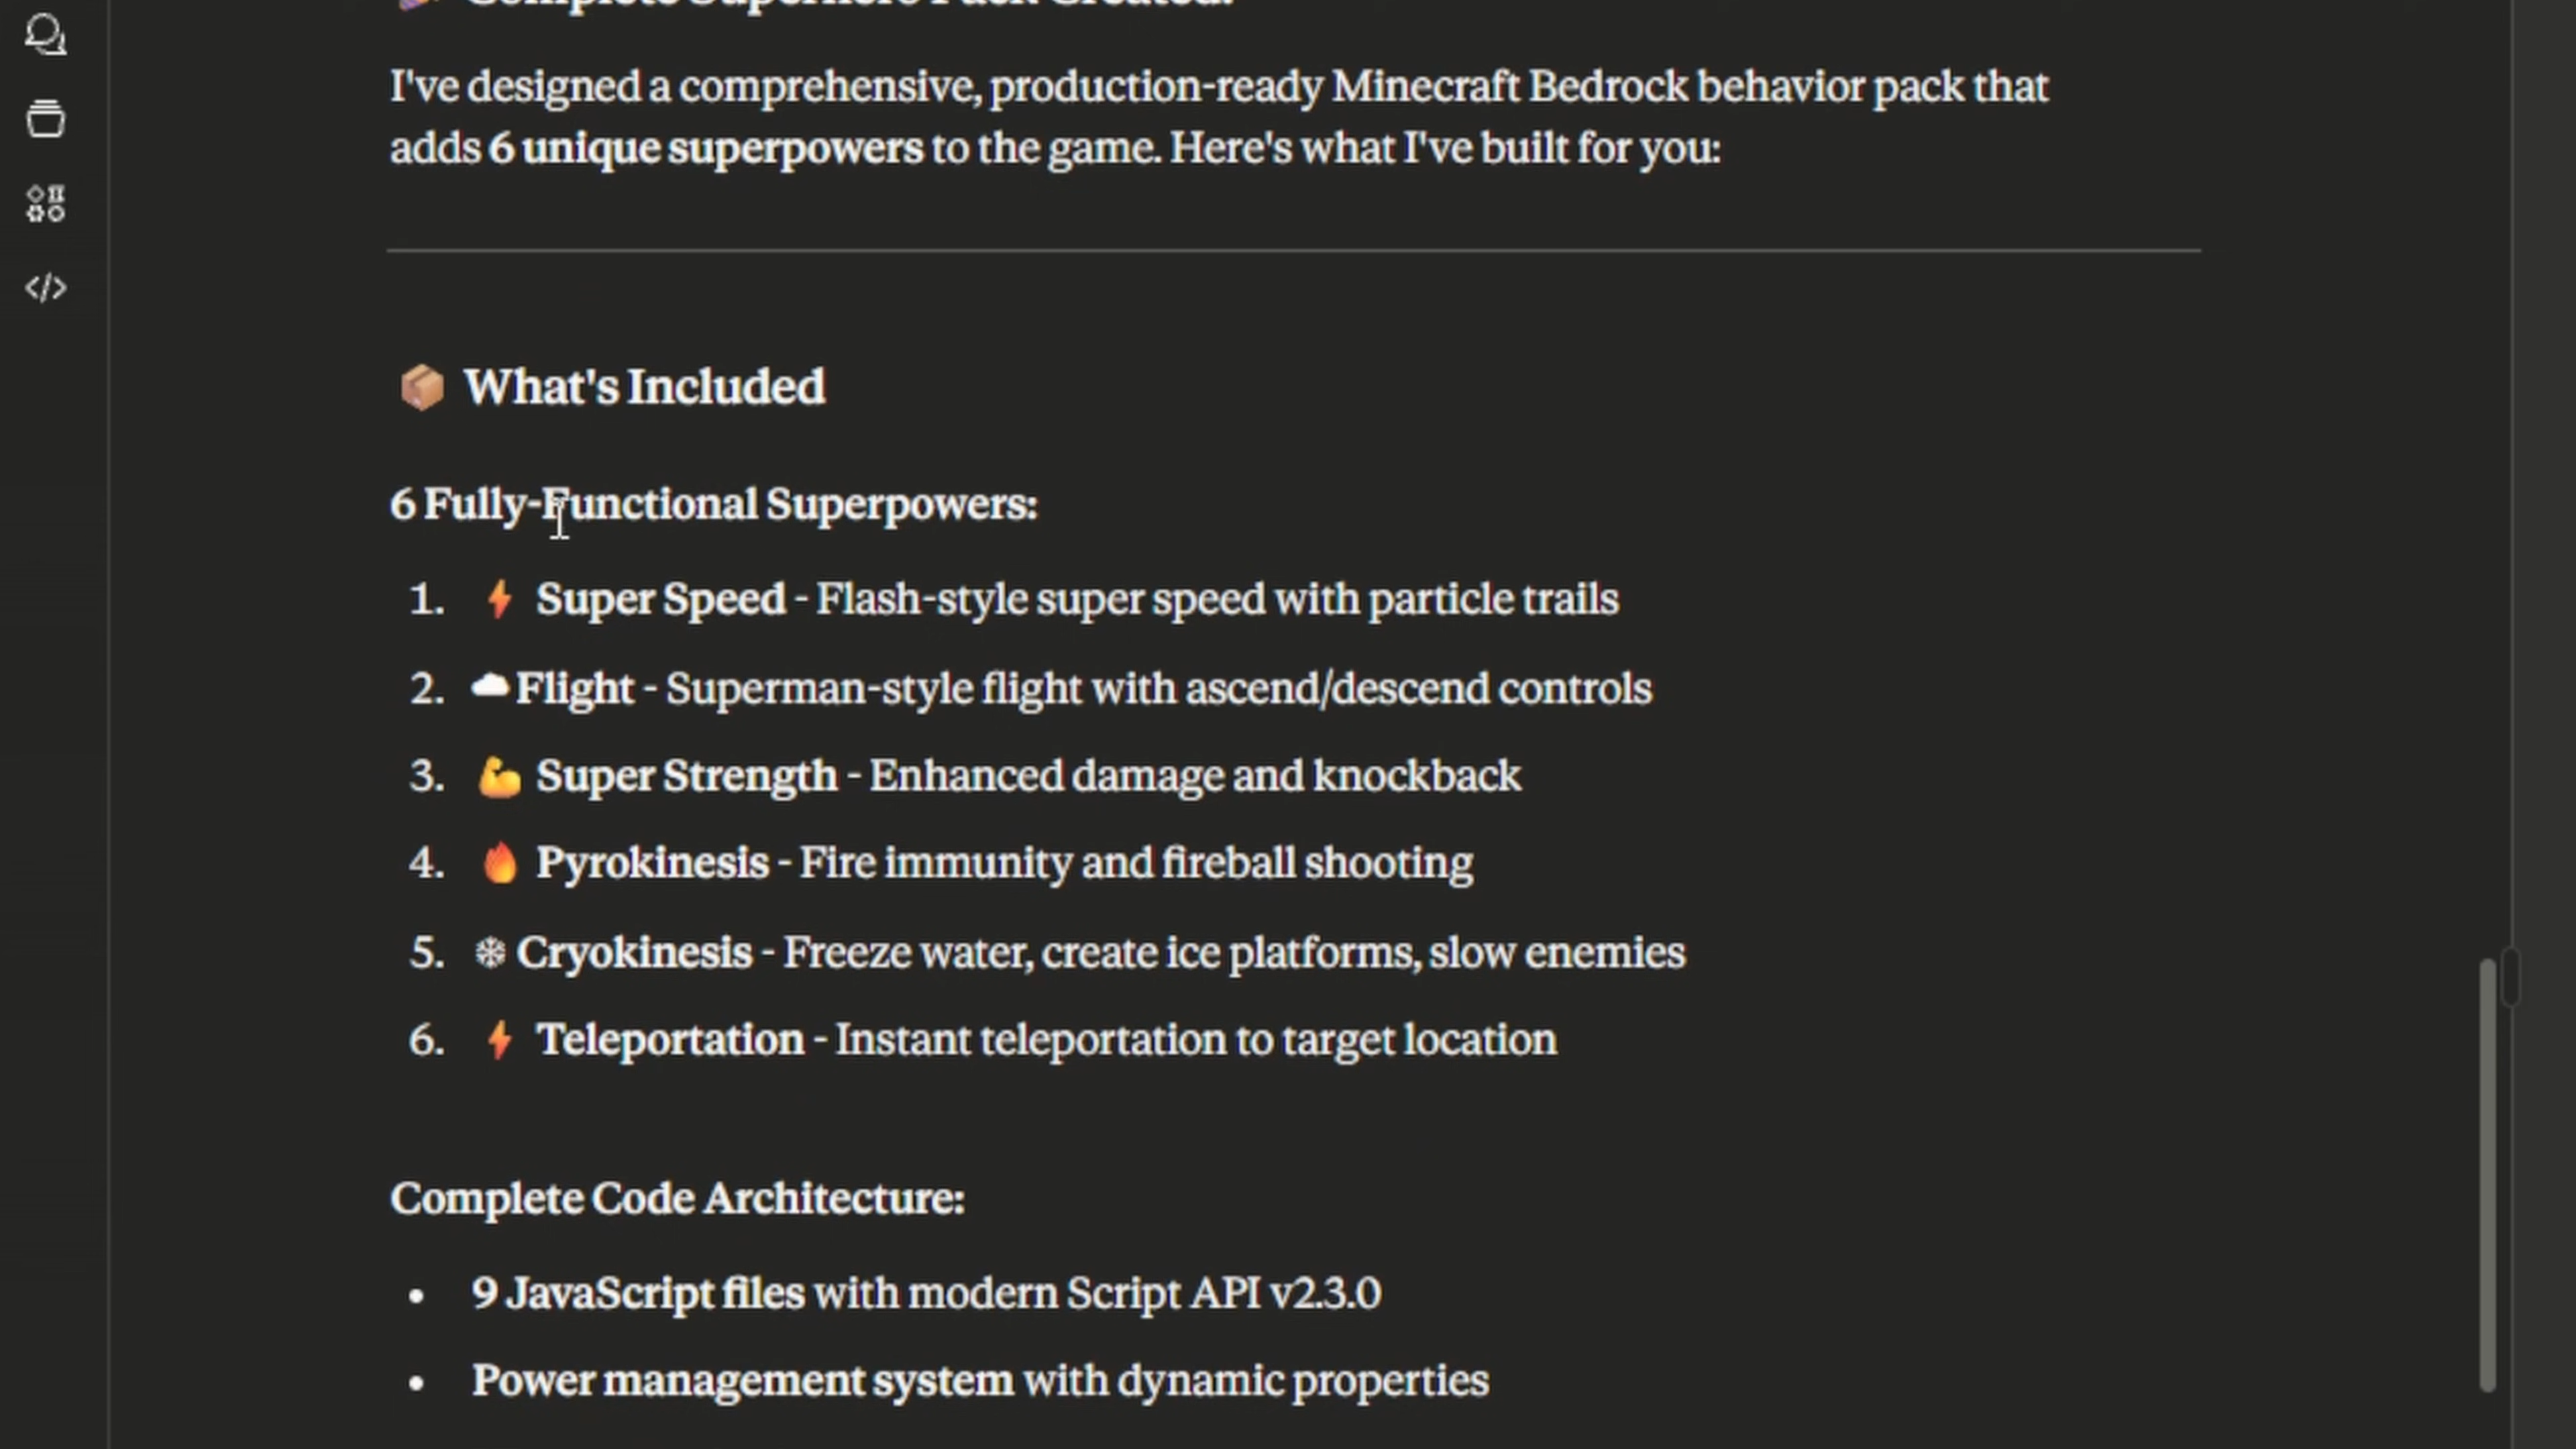 Complete Superhero Pack Created!
I've designed a comprehensive, production-ready Minecraft Bedrock behavior pack that
adds 6 unique superpowers to the game. Here's what I've built for you:
📦 What's Included
6 Fully-Functional Superpowers:
1. ⚡ Super Speed - Flash-style super speed with particle trails
2. ☁Flight - Superman-style flight with ascend/descend controls
3. 💪 Super Strength - Enhanced damage and knockback
4. 🔥 Pyrokinesis - Fire immunity and fireball shooting
5. ❄ Cryokinesis - Freeze water, create ice platforms, slow enemies
6. ⚡ Teleportation - Instant teleportation to target location
Complete Code Architecture:
• 9 JavaScript files with modern Script API v2.3.0
• Power management system with dynamic properties